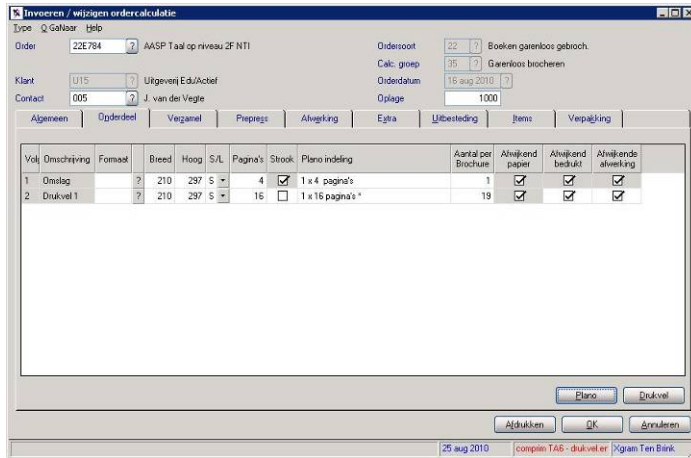 Invoeren / wijzigen ordercalculatie
Type Q GaNaar Help
Order 22E784 ? AASP Taal op niveau 2F NTI Ordersoort 22 ? Boeken garenloos gebroch.
Calc. groep 35 ? Garenloos brocheren
Klant U15 ? Uitgeverij Edu/Actief Orderdatum 16 aug 2010 ?
Contact 005 ? J. van der Vegte Oplage 1000
Algemeen Onderdeel Verzamel Prepress Afwerking Extra Uitbesteding Items Verpakking
Volg Omschrijving Formaat Breed Hoog S/L Pagina's Strook Plano indeling Aantal per Brochure Afwijkend papier Afwijkend bedrukt Afwijkende afwerking
1 Omslag ? 210 297 S 4 1 x 4 pagina's 1
2 Drukvel 1 ? 210 297 S 16 1 x 16 pagina's * 19
Plano Drukvel
Afdrukken OK Annuleren
25 aug 2010 comprim TA6 - drukvel.er Xgram Ten Brink